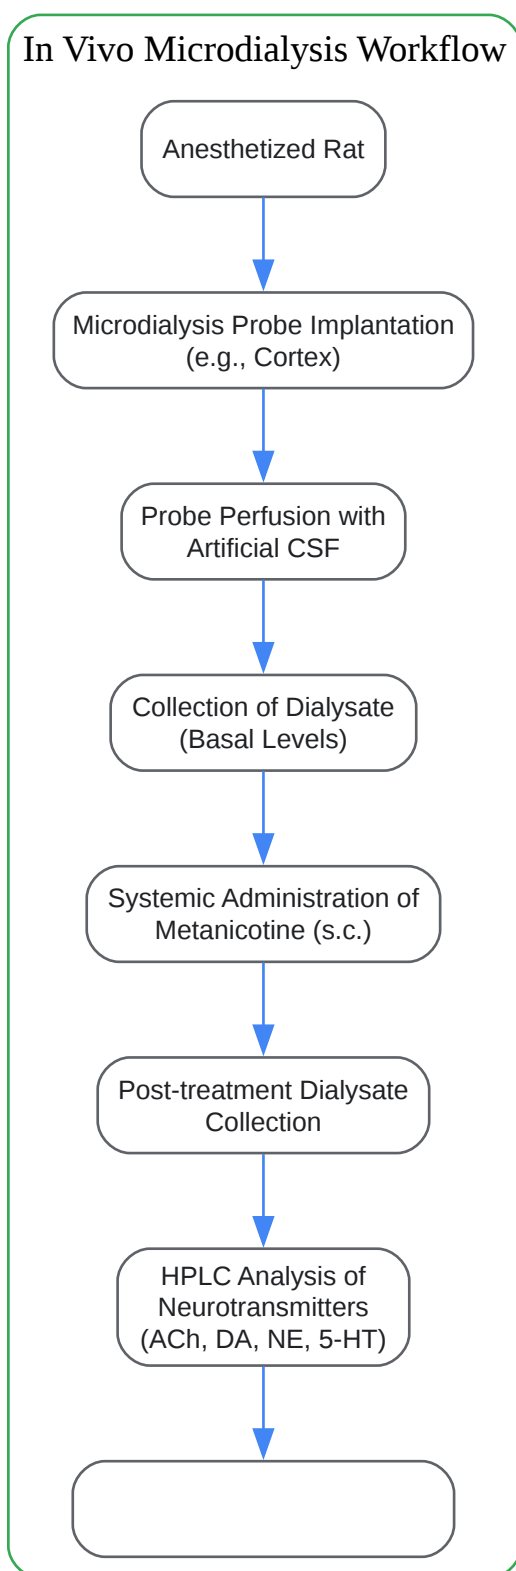 In Vivo Microdialysis Workflow
Anesthetized Rat
Microdialysis Probe Implantation
(e.g., Cortex)
Probe Perfusion with
Artificial CSF
Collection of Dialysate
(Basal Levels)
Systemic Administration of
Metanicotine (s.c.)
Post-treatment Dialysate
Collection
HPLC Analysis of
Neurotransmitters
(ACh, DA, NE, 5-HT)